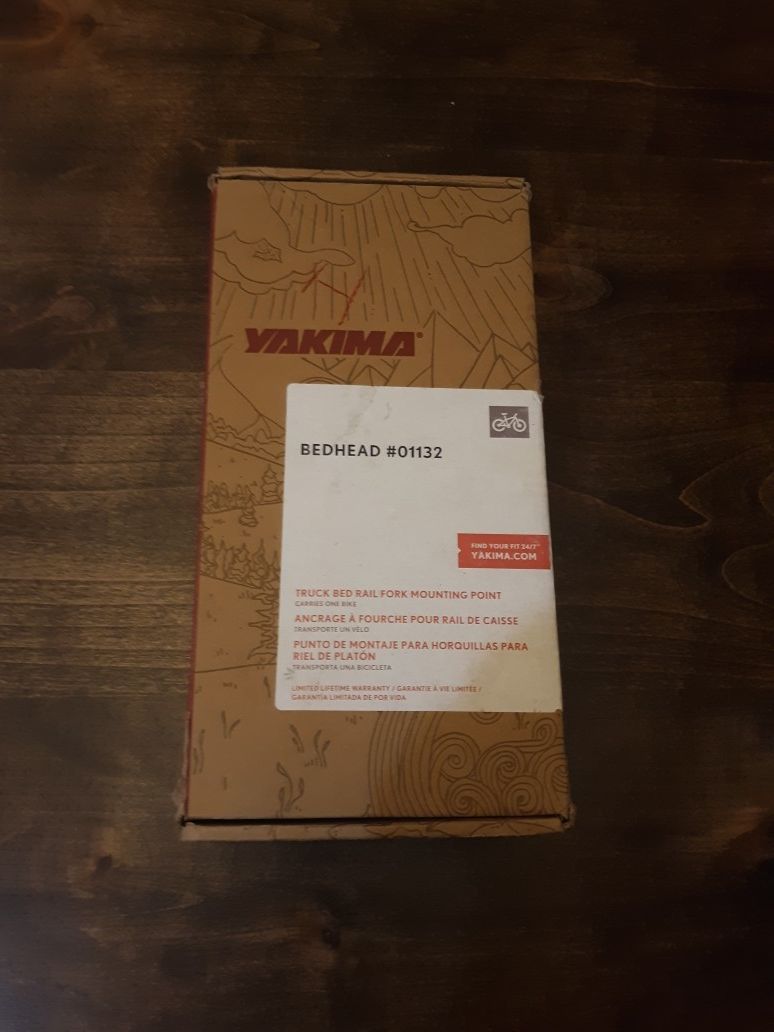 YAKIMA®
BEDHEAD #01132
FIND YOUR FIT 24/7™
YAKIMA.COM
TRUCK BED RAIL FORK MOUNTING POINT
CARRIES ONE BIKE
ANCRAGE À FOURCHE POUR RAIL DE CAISSE
TRANSPORTE UN VÉLO
PUNTO DE MONTAJE PARA HORQUILLAS PARA
RIEL DE PLATÓN
TRANSPORTA UNA BICICLETA
LIMITED LIFETIME WARRANTY / GARANTIE À VIE LIMITÉE /
GARANTÍA LIMITADA DE POR VIDA